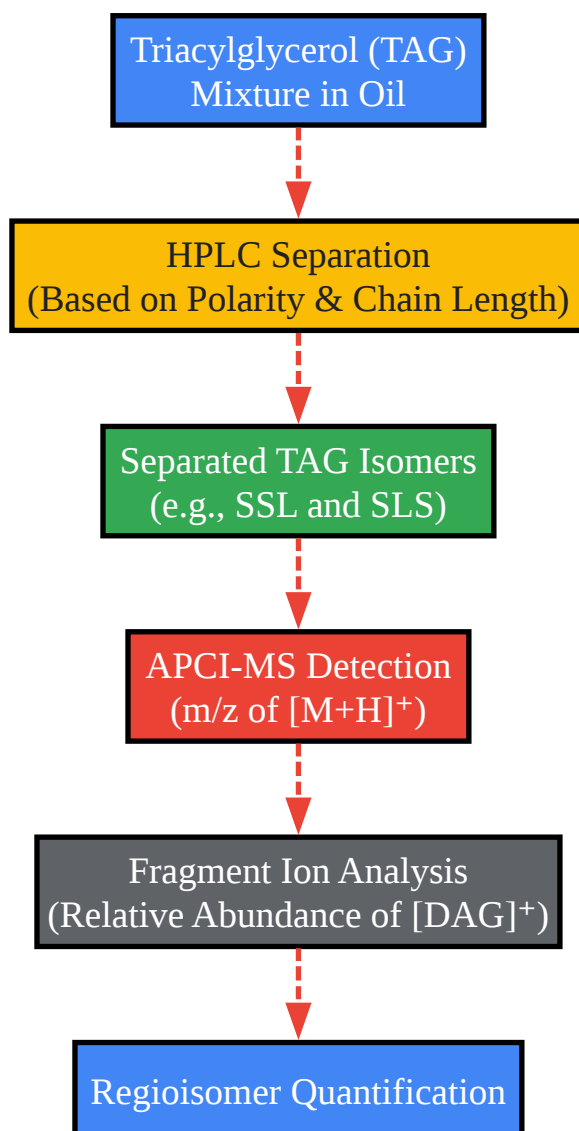 Triacylglycerol (TAG)
Mixture in Oil
HPLC Separation
(Based on Polarity & Chain Length)
Separated TAG Isomers
(e.g., SSL and SLS)
APCI-MS Detection
(m/z of [M+H]⁺)
Fragment Ion Analysis
(Relative Abundance of [DAG]⁺)
Regioisomer Quantification